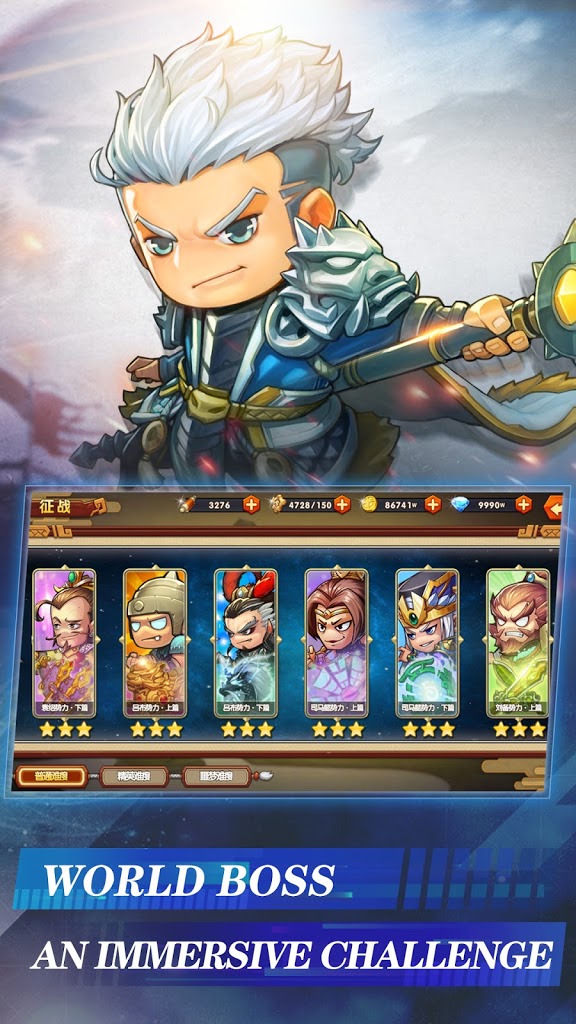 征战
3276
4728/150
86741w
9990w
袁绍势力·下篇
吕布势力·上篇
吕布势力·下篇
司马懿势力·上篇
司马懿势力·下篇
刘备势力·上篇
普通难度
精英难度
噩梦难度
WORLD BOSS
AN IMMERSIVE CHALLENGE